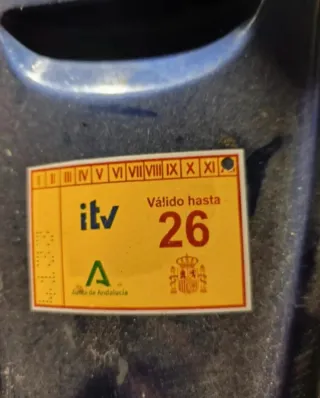 I II III IV V VI VII VIII IX X XI
itv
Válido hasta
26
Junta de Andalucía